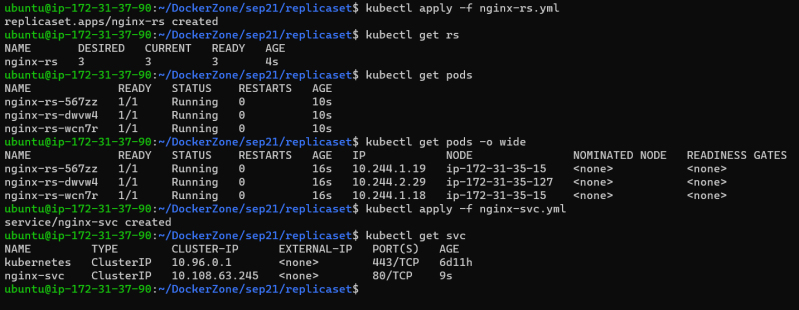 ubuntu@ip-172-31-37-90:~/DockerZone/sep21/replicaset$ kubectl apply -f nginx-rs.yml
replicaset.apps/nginx-rs created
ubuntu@ip-172-31-37-90:~/DockerZone/sep21/replicaset$ kubectl get rs
NAME       DESIRED   CURRENT   READY   AGE
nginx-rs   3         3         3       4s
ubuntu@ip-172-31-37-90:~/DockerZone/sep21/replicaset$ kubectl get pods
NAME             READY   STATUS    RESTARTS   AGE
nginx-rs-567zz   1/1     Running   0          10s
nginx-rs-dwvw4   1/1     Running   0          10s
nginx-rs-wcn7r   1/1     Running   0          10s
ubuntu@ip-172-31-37-90:~/DockerZone/sep21/replicaset$ kubectl get pods -o wide
NAME             READY   STATUS    RESTARTS   AGE   IP            NODE               NOMINATED NODE   READINESS GATES
nginx-rs-567zz   1/1     Running   0          16s   10.244.1.19   ip-172-31-35-15    <none>           <none>
nginx-rs-dwvw4   1/1     Running   0          16s   10.244.2.29   ip-172-31-35-127   <none>           <none>
nginx-rs-wcn7r   1/1     Running   0          16s   10.244.1.18   ip-172-31-35-15    <none>           <none>
ubuntu@ip-172-31-37-90:~/DockerZone/sep21/replicaset$ kubectl apply -f nginx-svc.yml
service/nginx-svc created
ubuntu@ip-172-31-37-90:~/DockerZone/sep21/replicaset$ kubectl get svc
NAME         TYPE        CLUSTER-IP      EXTERNAL-IP   PORT(S)   AGE
kubernetes   ClusterIP   10.96.0.1       <none>        443/TCP   6d11h
nginx-svc    ClusterIP   10.108.63.245   <none>        80/TCP    9s
ubuntu@ip-172-31-37-90:~/DockerZone/sep21/replicaset$